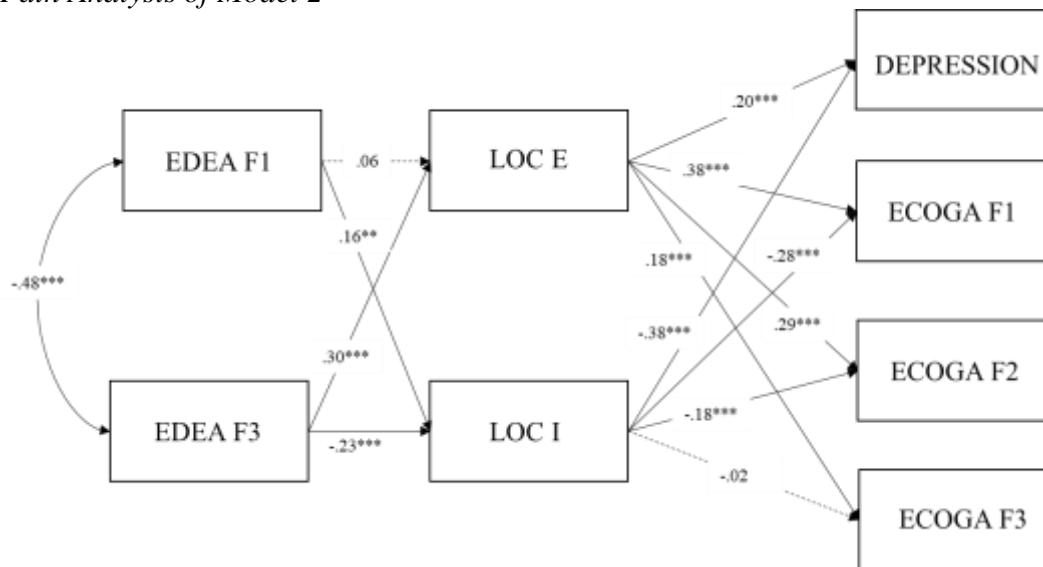 Path Analysis of Model 2
DEPRESSION
.20***
EDEA F1
.06
LOC E
.38***
ECOGA F1
.16**
.18***
-.28***
-.48***
-.38***
.29***
.30***
ECOGA F2
-.18***
EDEA F3
-.23***
LOC I
-.02
ECOGA F3